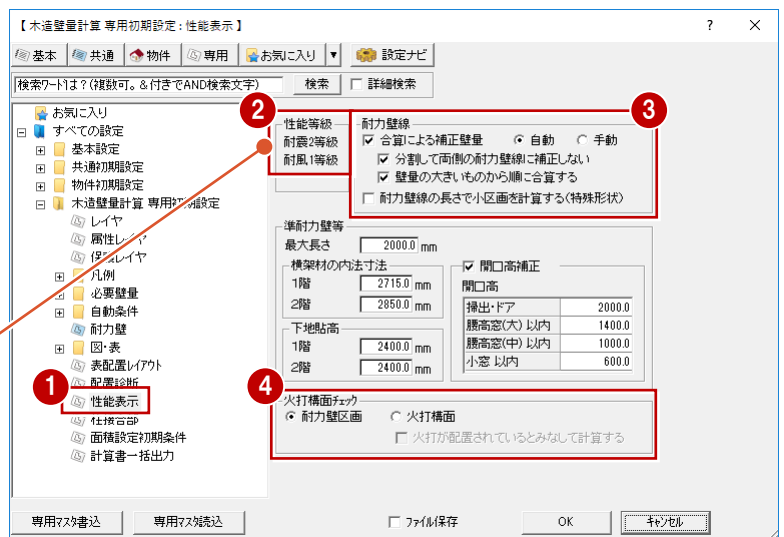 【 木造壁量計算 専用初期設定 : 性能表示 】
? ×
基本 共通 物件 専用 お気に入り ▼ 設定ナビ
検索ワードは？(複数可。＆付きでAND検索文字) 検索 詳細検索
お気に入り
すべての設定
基本設定
共通初期設定
物件初期設定
木造壁量計算 専用初期設定
レイヤ
属性レイヤ
保護レイヤ
凡例
必要壁量
自動条件
耐力壁
図・表
表配置レイアウト
配置診断
1
性能表示
柱接合部
面積設定初期条件
計算書一括出力
2
性能等級
耐震2等級
耐風1等級
3
耐力壁線
合算による補正壁量 自動 手動
分割して両側の耐力壁線に補正しない
壁量の大きいものから順に合算する
耐力壁線の長さで小区画を計算する(特殊形状)
準耐力壁等
最大長さ 2000.0 mm
横架材の内法寸法
1階 2715.0 mm
2階 2850.0 mm
下地貼高
1階 2400.0 mm
2階 2400.0 mm
開口高補正
開口高
掃出・ドア 2000.0
腰高窓(大) 以内 1400.0
腰高窓(中) 以内 1000.0
小窓 以内 600.0
4
火打構面チェック
耐力壁区画 火打構面
火打が配置されているとみなして計算する
専用マスタ書込 専用マスタ読込 ファイル保存 OK キャンセル